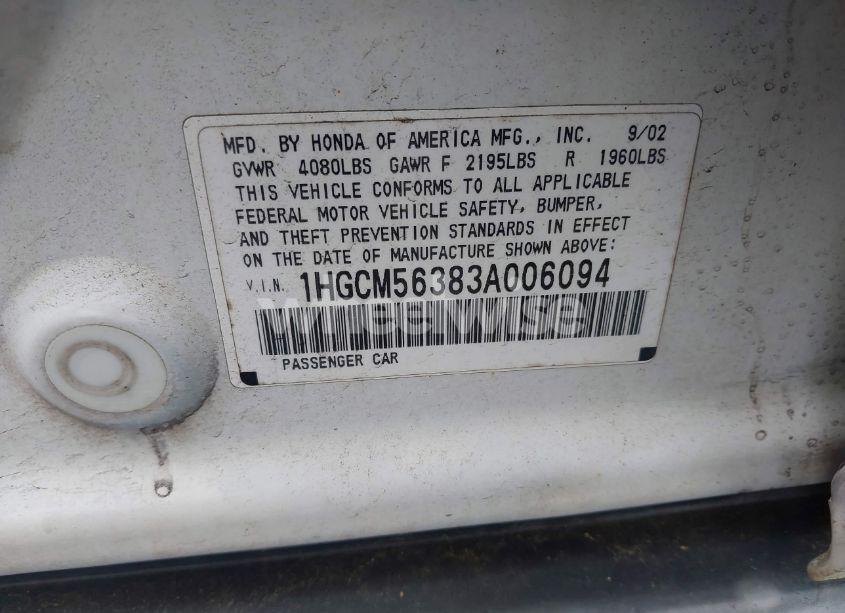 MFD. BY HONDA OF AMERICA MFG., INC. 9/02
GVWR 4080LBS GAWR F 2195LBS R 1960LBS
THIS VEHICLE CONFORMS TO ALL APPLICABLE
FEDERAL MOTOR VEHICLE SAFETY, BUMPER,
AND THEFT PREVENTION STANDARDS IN EFFECT
ON THE DATE OF MANUFACTURE SHOWN ABOVE:
V.I.N. 1HGCM56383A006094
Wheelwise
PASSENGER CAR